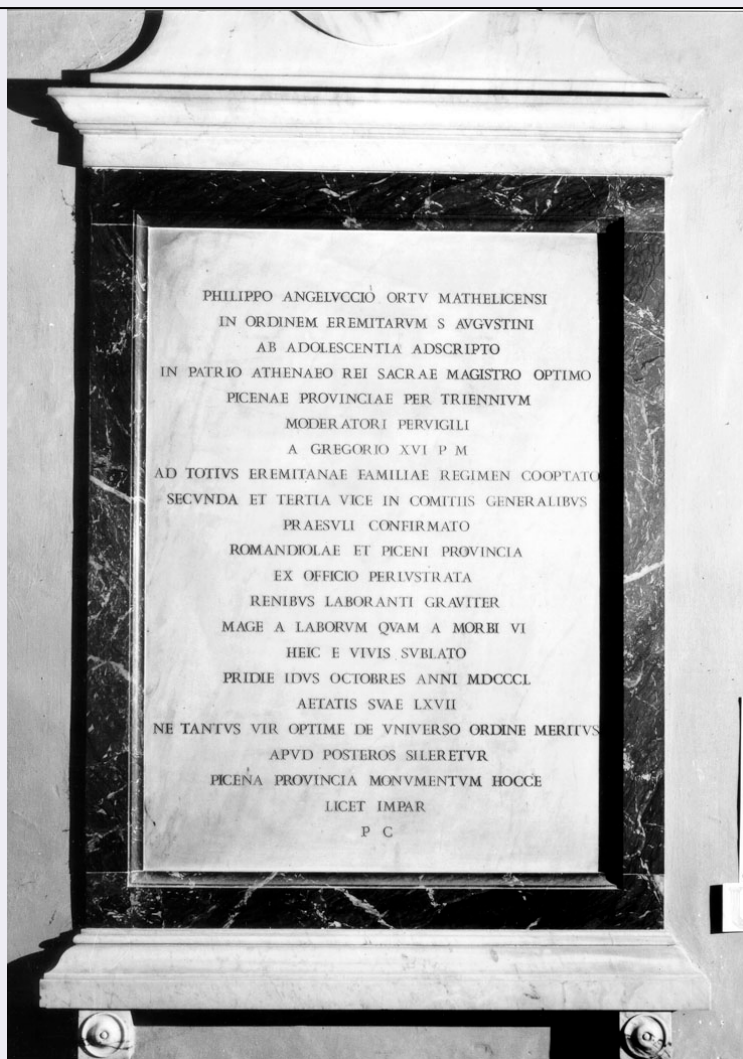 PHILIPPO ANGELVCCIO ORTV MATHELICENSI
IN ORDINEM EREMITARVM S AVGVSTINI
AB ADOLESCENTIA ADSCRIPTO
IN PATRIO ATHENAEO REI SACRAE MAGISTRO OPTIMO
PICENAE PROVINCIAE PER TRIENNIVM
MODERATORI PERVIGILI
A GREGORIO XVI P M
AD TOTIVS EREMITANAE FAMILIAE REGIMEN COOPTATO
SECVNDA ET TERTIA VICE IN COMITIIS GENERALIBVS
PRAESVLI CONFIRMATO
ROMANDIOLAE ET PICENI PROVINCIA
EX OFFICIO PERLVSTRATA
RENIBVS LABORANTI GRAVITER
MAGE A LABORVM QVAM A MORBI VI
HEIC E VIVIS SVBLATO
PRIDIE IDVS OCTOBRES ANNI MDCCCL
AETATIS SVAE LXVII
NE TANTVS VIR OPTIME DE VNIVERSO ORDINE MERITVS
APVD POSTEROS SILERETVR
PICENA PROVINCIA MONVMENTVM HOCCE
LICET IMPAR
P C